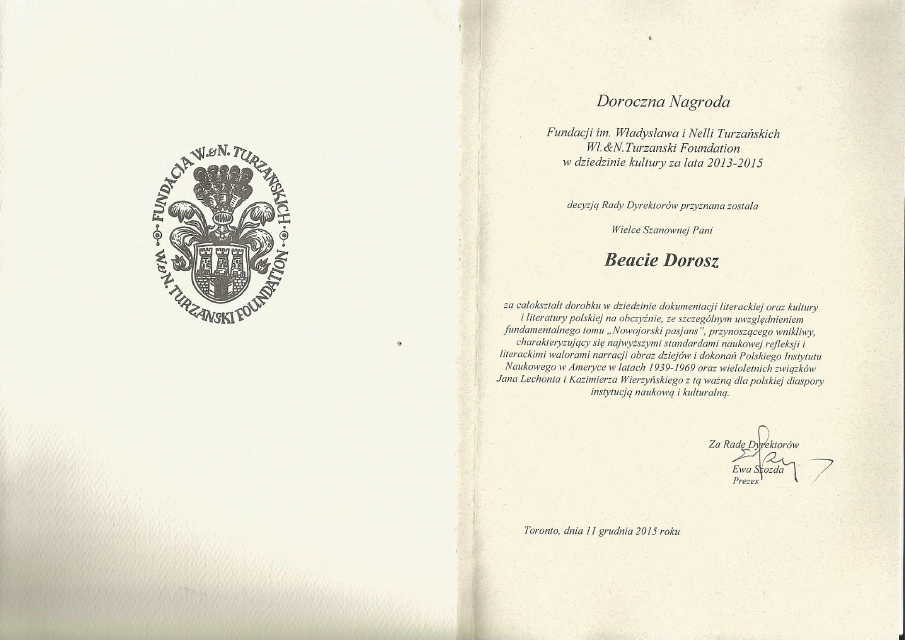 FUNDACJA W.&N. TURZAŃSKICH
W.&N. TURZANSKI FOUNDATION
Doroczna Nagroda
Fundacji im. Władysława i Nelli Turzańskich
Wł.&N.Turzanski Foundation
w dziedzinie kultury za lata 2013-2015
decyzją Rady Dyrektorów przyznana została
Wielce Szanownej Pani
Beacie Dorosz
za całokształt dorobku w dziedzinie dokumentacji literackiej oraz kultury
i literatury polskiej na obczyźnie, ze szczególnym uwzględnieniem
fundamentalnego tomu „Nowojorski pasjans”, przynoszącego wnikliwy,
charakteryzujący się najwyższymi standardami naukowej refleksji i
literackimi walorami narracji obraz dziejów i dokonań Polskiego Instytutu
Naukowego w Ameryce w latach 1939-1969 oraz wieloletnich związków
Jana Lechonia i Kazimierza Wierzyńskiego z tą ważną dla polskiej diaspory
instytucją naukową i kulturalną.
Za Radę Dyrektorów
Ewa Szozda
Prezes
Toronto, dnia 11 grudnia 2015 roku